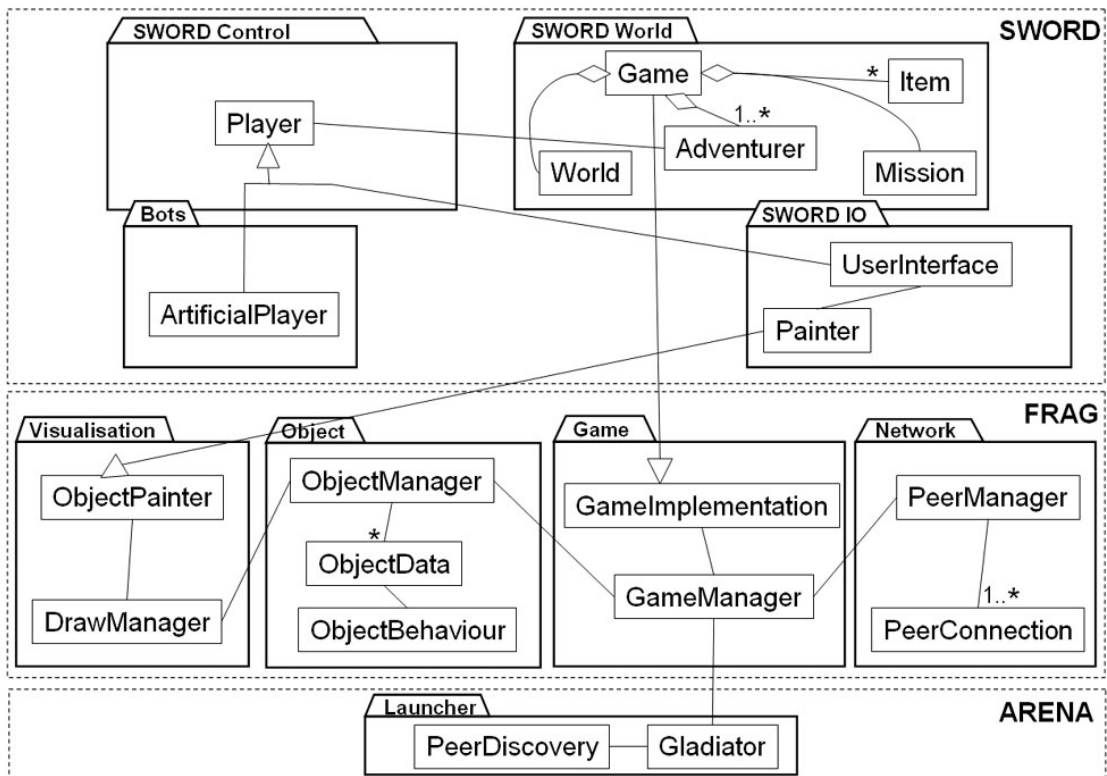 SWORD
SWORD Control
Player
SWORD World
Game
*
Item
1..*
Adventurer
World
Mission
Bots
ArtificialPlayer
SWORD IO
UserInterface
Painter
FRAG
Visualisation
ObjectPainter
DrawManager
Object
ObjectManager
*
ObjectData
ObjectBehaviour
Game
GameImplementation
GameManager
Network
PeerManager
1..*
PeerConnection
ARENA
Launcher
PeerDiscovery
Gladiator